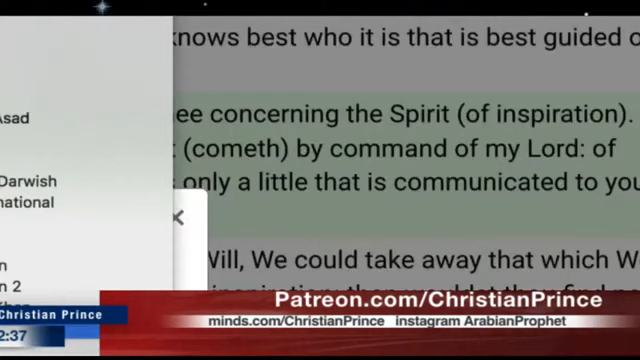 knows best who it is that is best guided
ee concerning the Spirit (of inspiration).
(cometh) by command of my Lord: of
only a little that is communicated to you
Will, We could take away that which
Asad
Darwish
national
n
n 2
Patreon.com/ChristianPrince
minds.com/ChristianPrince instagram ArabianProphet
Christian Prince
2:37